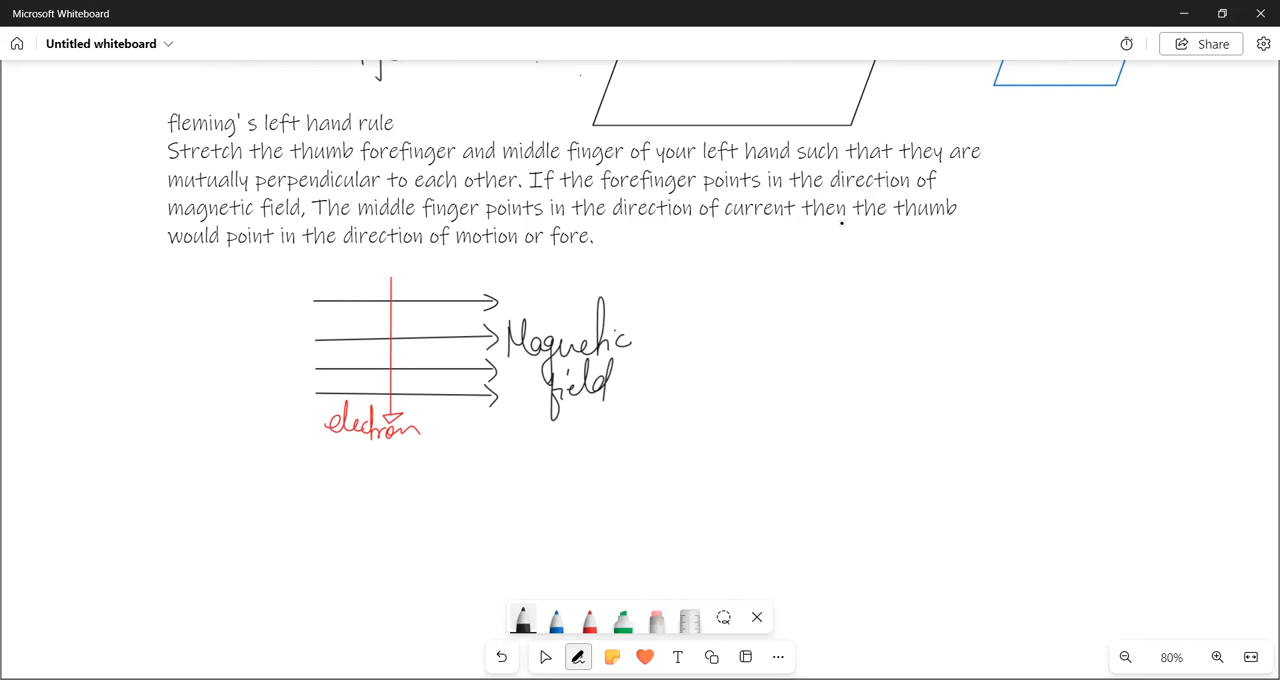 Microsoft Whiteboard
Untitled whiteboard
Share
fleming' s left hand rule
Stretch the thumb forefinger and middle finger of your left hand such that they are
mutually perpendicular to each other. If the forefinger points in the direction of
magnetic field, The middle finger points in the direction of current then the thumb
would point in the direction of motion or fore.
Magnetic
field
electron
80%